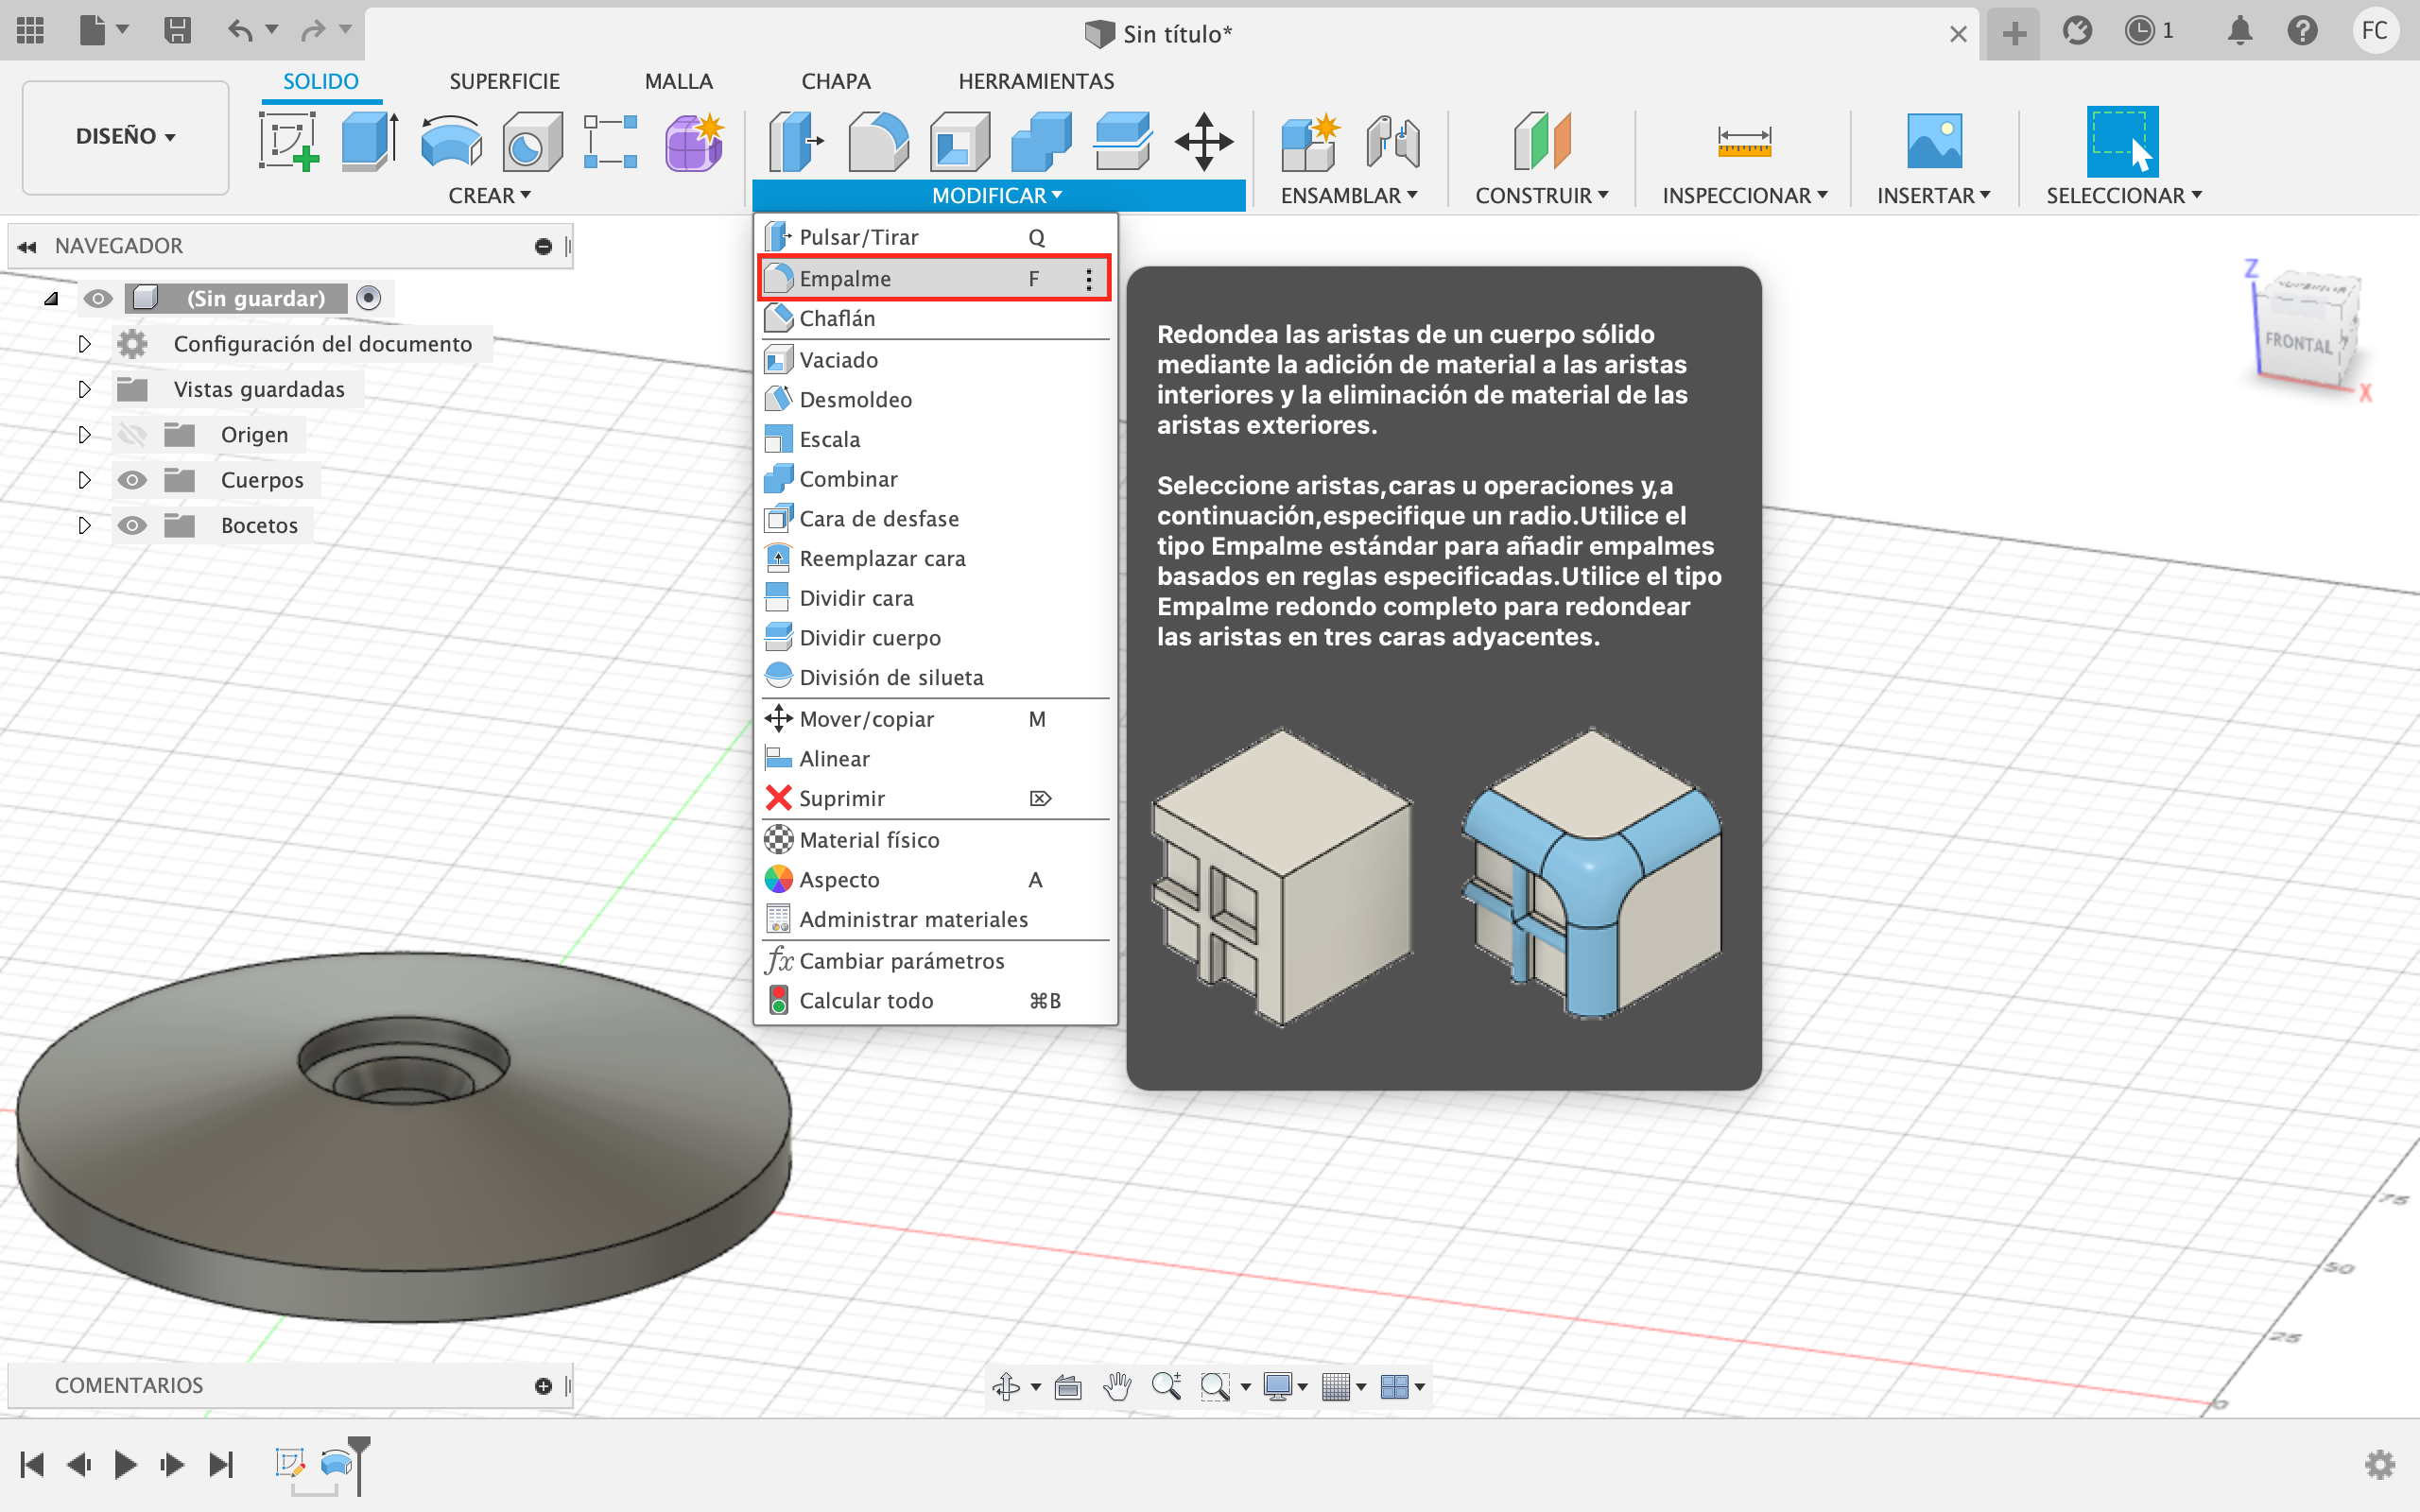 Sin título*
1
FC
SOLIDO
SUPERFICIE
MALLA
CHAPA
HERRAMIENTAS
DISEÑO
CREAR
MODIFICAR
ENSAMBLAR
CONSTRUIR
INSPECCIONAR
INSERTAR
SELECCIONAR
NAVEGADOR
(Sin guardar)
Configuración del documento
Vistas guardadas
Origen
Cuerpos
Bocetos
Pulsar/Tirar Q
Empalme F
Chaflán
Vaciado
Desmoldeo
Escala
Combinar
Cara de desfase
Reemplazar cara
Dividir cara
Dividir cuerpo
División de silueta
Mover/copiar M
Alinear
Suprimir ⌦
Material físico
Aspecto A
Administrar materiales
fx Cambiar parámetros
Calcular todo ⌘B
Redondea las aristas de un cuerpo sólido
mediante la adición de material a las aristas
interiores y la eliminación de material de las
aristas exteriores.
Seleccione aristas,caras u operaciones y,a
continuación,especifique un radio.Utilice el
tipo Empalme estándar para añadir empalmes
basados en reglas especificadas.Utilice el tipo
Empalme redondo completo para redondear
las aristas en tres caras adyacentes.
Z
FRONTAL
X
75
50
25
0
COMENTARIOS